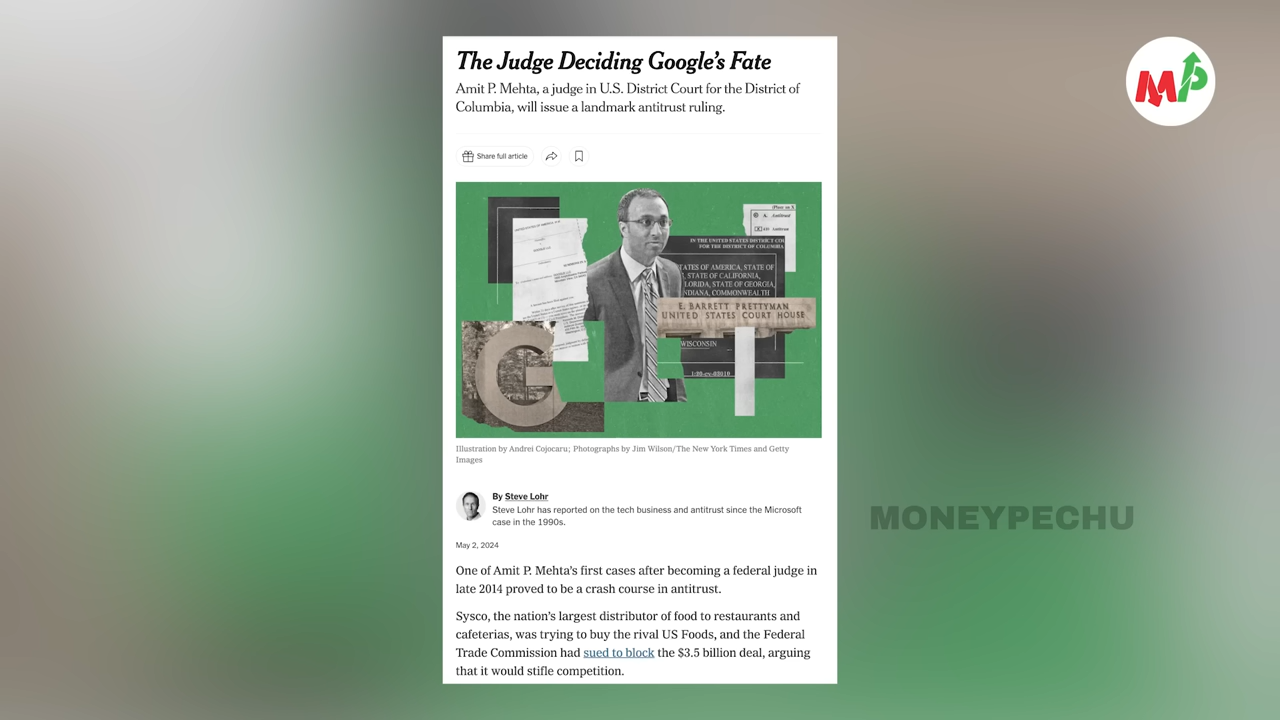 The Judge Deciding Google's Fate
Amit P. Mehta, a judge in U.S. District Court for the District of
Columbia, will issue a landmark antitrust ruling.
Share full article
(Place an X
A. Antitrust
Antitrust
IN THE UNITED STATES DISTRICT COU
FOR THE DISTRICT OF COLUMBIA
TATES OF AMERICA, STATE OF
STATE OF CALIFORNIA,
LORIDA, STATE OF GEORGIA,
NDIANA, COMMONWEALTH
E. BARRETT PRETTYMAN
UNITED STATES COURT HOUSE
WISCONSIN
G
Illustration by Andrei Cojocaru; Photographs by Jim Wilson/The New York Times and Getty
Images
By Steve Lohr
Steve Lohr has reported on the tech business and antitrust since the Microsoft
case in the 1990s.
May 2, 2024
One of Amit P. Mehta's first cases after becoming a federal judge in
late 2014 proved to be a crash course in antitrust.
Sysco, the nation's largest distributor of food to restaurants and
cafeterias, was trying to buy the rival US Foods, and the Federal
Trade Commission had sued to block the $3.5 billion deal, arguing
that it would stifle competition.
MP
MONEYPECHU